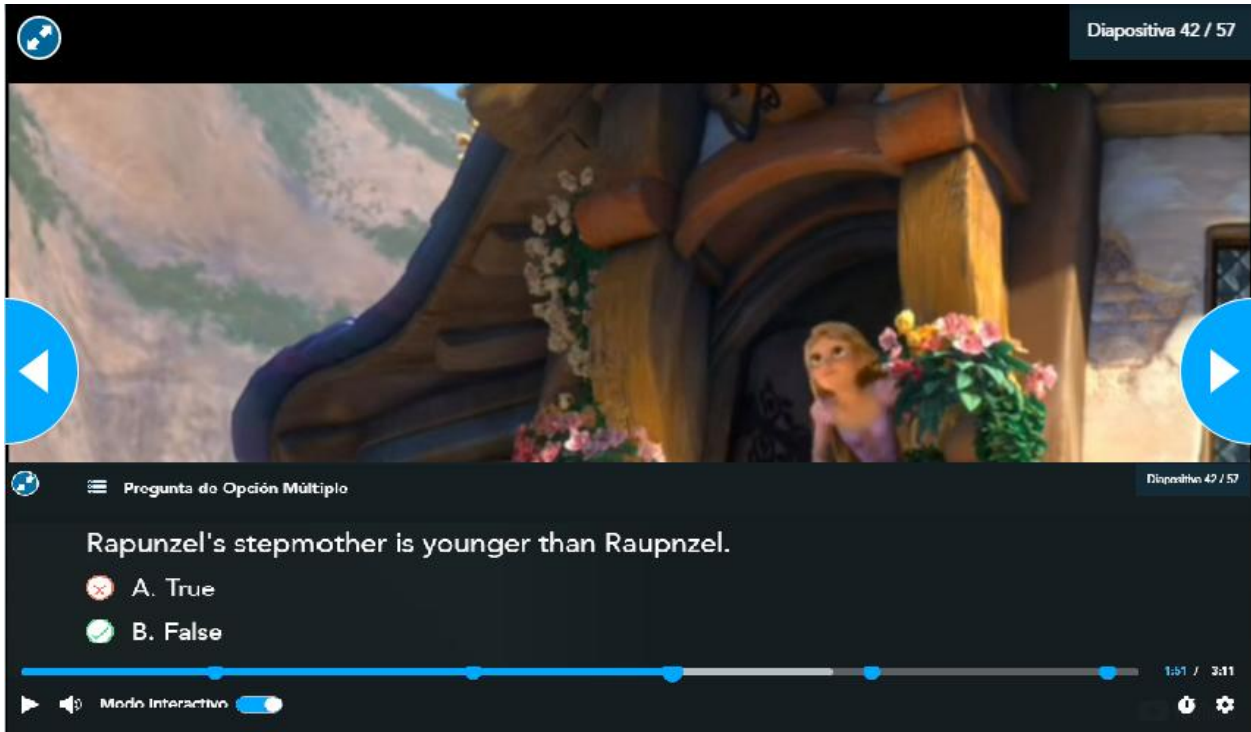 Diapositiva 42 / 57
Pregunta de Opción Múltiplo
Diapositiva 42 / 57
Rapunzel's stepmother is younger than Raupnzel.
A. True
B. False
1:51 / 3:11
Modo Interactivo